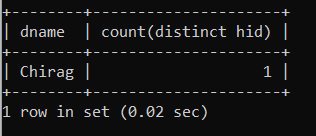 +--------+---------------------+
| dname  | count(distinct hid) |
+--------+---------------------+
| Chirag |                   1 |
+--------+---------------------+
1 row in set (0.02 sec)